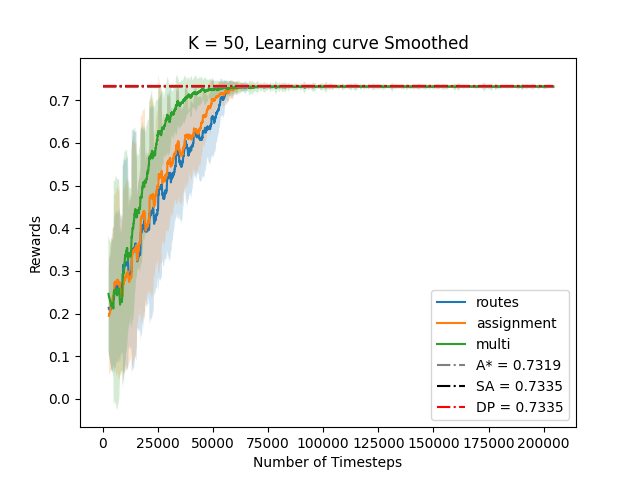 K = 50, Learning curve Smoothed
Rewards
0.7
0.6
0.5
0.4
0.3
0.2
0.1
0.0
routes
assignment
multi
A* = 0.7319
SA = 0.7335
DP = 0.7335
0 25000 50000 75000 100000 125000 150000 175000 200000
Number of Timesteps